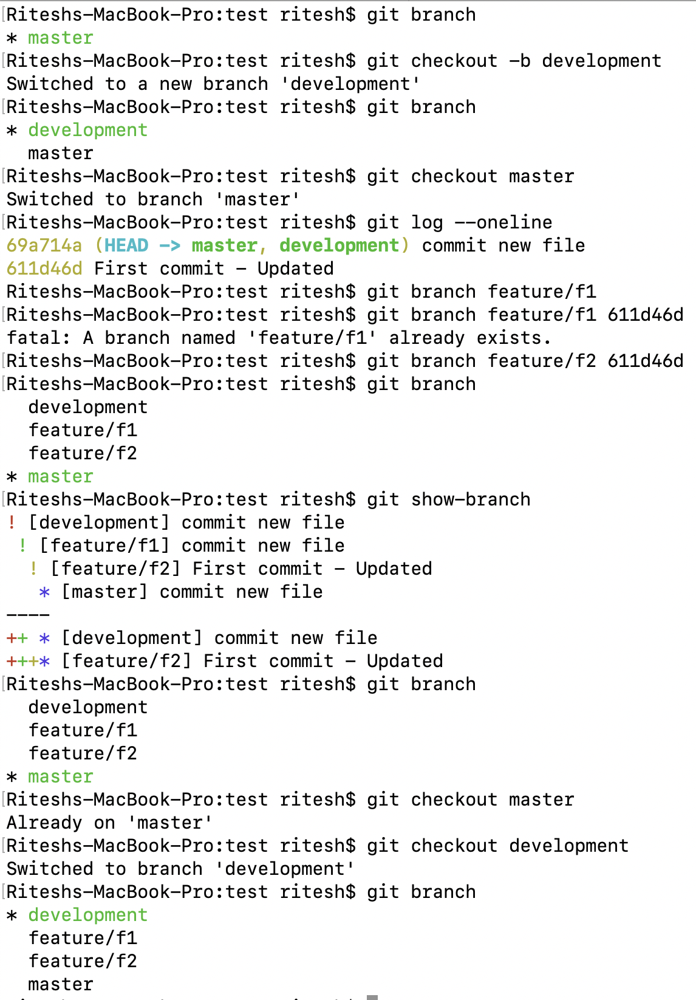 [Riteshs-MacBook-Pro:test ritesh$ git branch
* master
[Riteshs-MacBook-Pro:test ritesh$ git checkout -b development
Switched to a new branch 'development'
[Riteshs-MacBook-Pro:test ritesh$ git branch
* development
  master
[Riteshs-MacBook-Pro:test ritesh$ git checkout master
Switched to branch 'master'
[Riteshs-MacBook-Pro:test ritesh$ git log --oneline
69a714a (HEAD -> master, development) commit new file
611d46d First commit - Updated
Riteshs-MacBook-Pro:test ritesh$ git branch feature/f1
[Riteshs-MacBook-Pro:test ritesh$ git branch feature/f1 611d46d
fatal: A branch named 'feature/f1' already exists.
[Riteshs-MacBook-Pro:test ritesh$ git branch feature/f2 611d46d
[Riteshs-MacBook-Pro:test ritesh$ git branch
  development
  feature/f1
  feature/f2
* master
[Riteshs-MacBook-Pro:test ritesh$ git show-branch
! [development] commit new file
 ! [feature/f1] commit new file
  ! [feature/f2] First commit - Updated
   * [master] commit new file
----
++ * [development] commit new file
+++* [feature/f2] First commit - Updated
[Riteshs-MacBook-Pro:test ritesh$ git branch
  development
  feature/f1
  feature/f2
* master
[Riteshs-MacBook-Pro:test ritesh$ git checkout master
Already on 'master'
[Riteshs-MacBook-Pro:test ritesh$ git checkout development
Switched to branch 'development'
[Riteshs-MacBook-Pro:test ritesh$ git branch
* development
  feature/f1
  feature/f2
  master